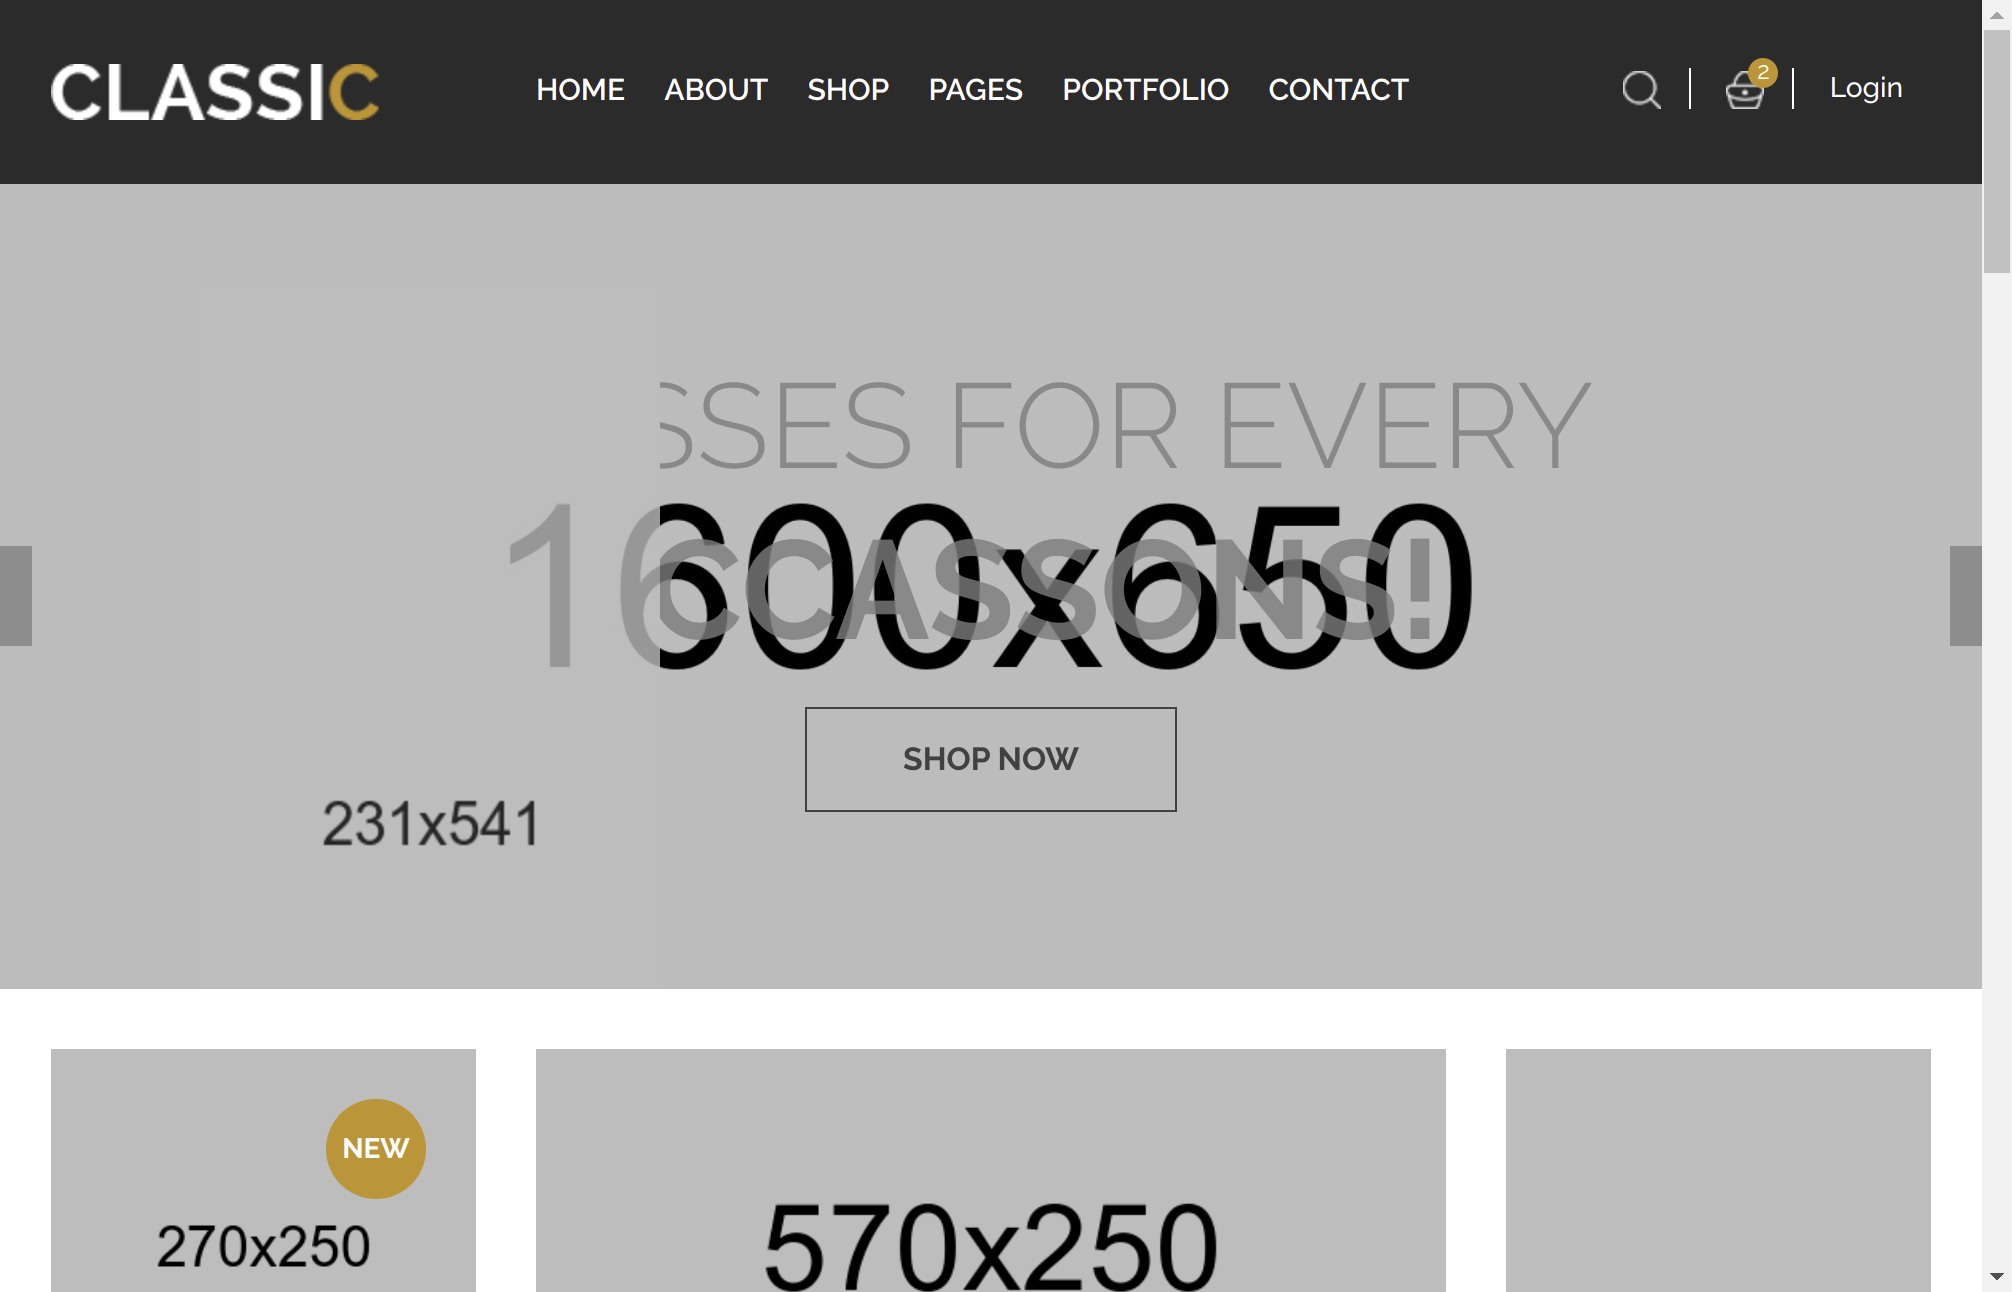 CLASSIC
HOME ABOUT SHOP PAGES PORTFOLIO CONTACT
2
Login
SSES FOR EVERY
1600x650
CCASSONS!
SHOP NOW
231x541
NEW
270x250
570x250